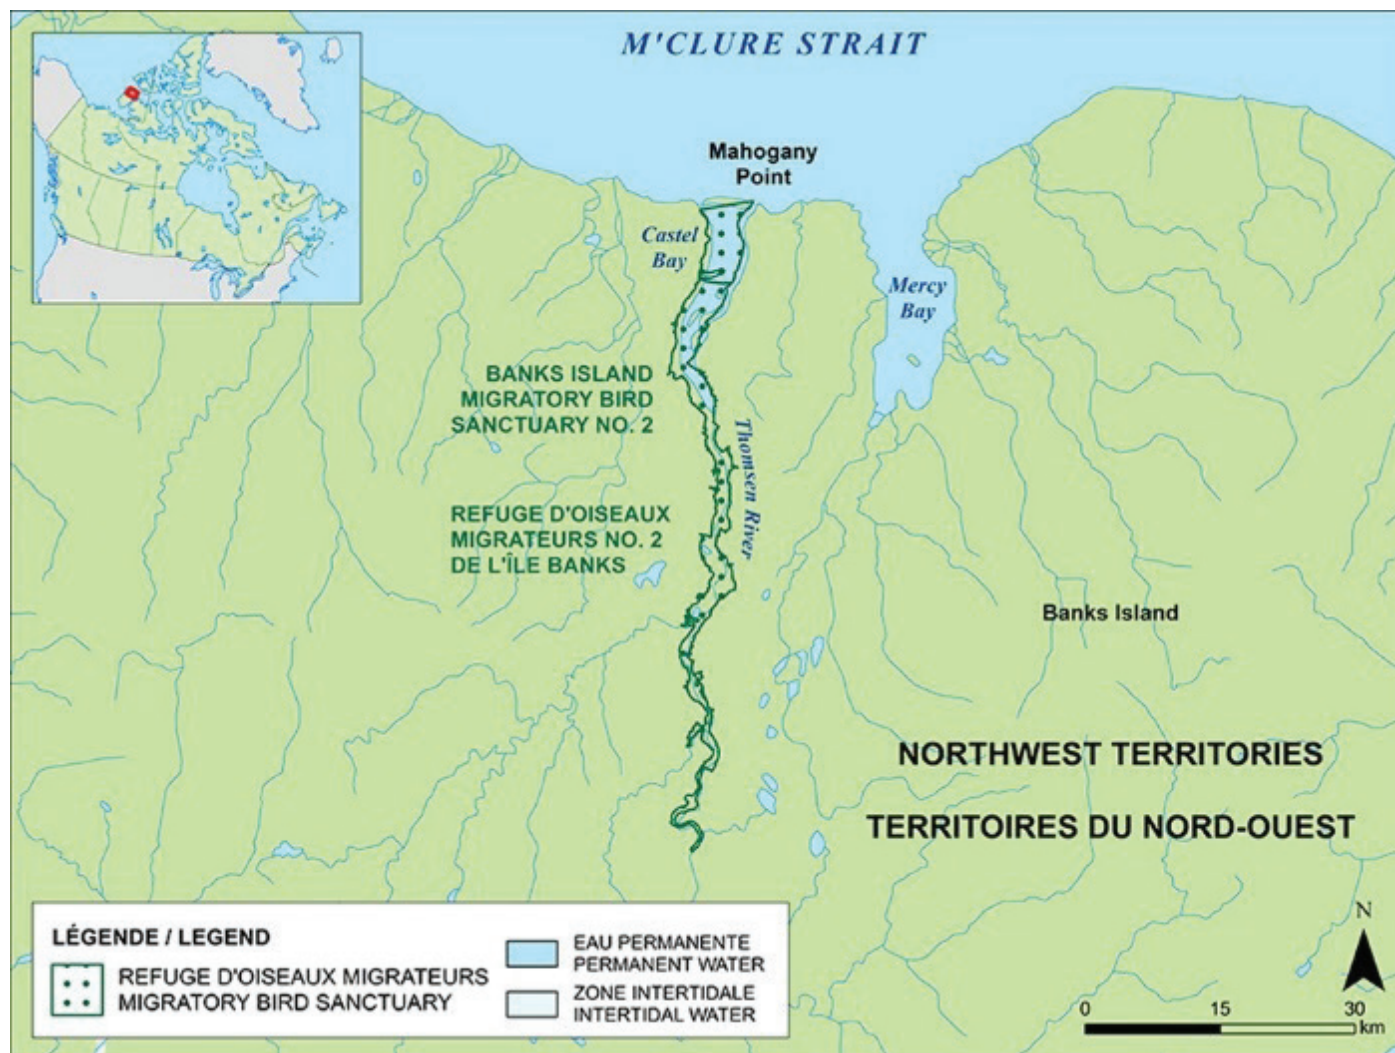 M'CLURE STRAIT
Mahogany
Point
Castel
Bay
Mercy
Bay
BANKS ISLAND
MIGRATORY BIRD
SANCTUARY NO. 2
Thomsen River
REFUGE D'OISEAUX
MIGRATEURS NO. 2
DE L'ÎLE BANKS
Banks Island
NORTHWEST TERRITORIES
TERRITOIRES DU NORD-OUEST
LÉGENDE / LEGEND
REFUGE D'OISEAUX MIGRATEURS
MIGRATORY BIRD SANCTUARY
EAU PERMANENTE
PERMANENT WATER
ZONE INTERTIDALE
INTERTIDAL WATER
N
0 15 30
km